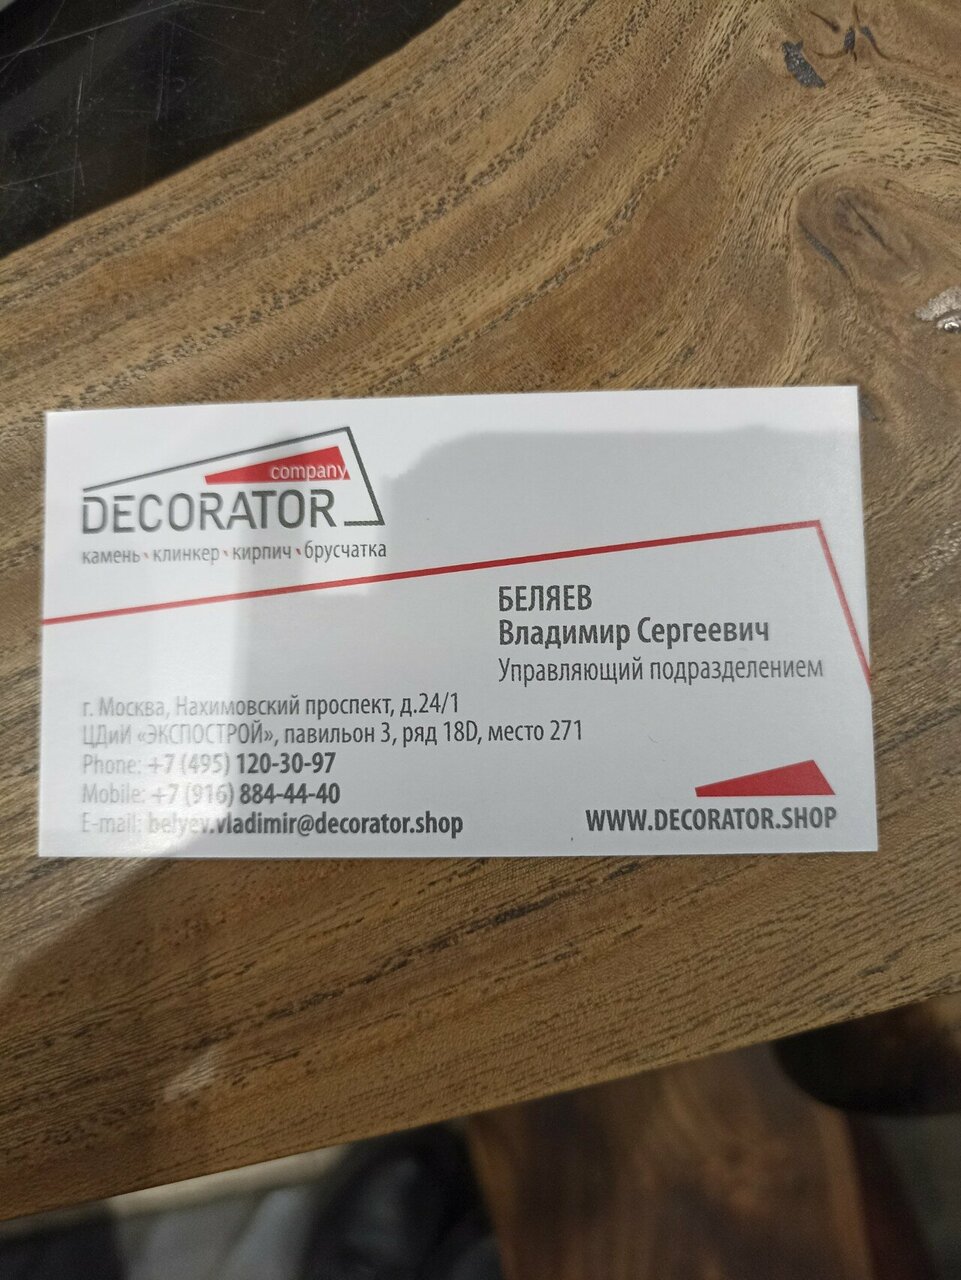 company
DECORATOR
камень • клинкер • кирпич • брусчатка
БЕЛЯЕВ
Владимир Сергеевич
Управляющий подразделением
г. Москва, Нахимовский проспект, д.24/1
ЦДиИ «ЭКСПОСТРОЙ», павильон 3, ряд 18D, место 271
Phone: +7 (495) 120-30-97
Mobile: +7 (916) 884-44-40
E-mail: belyev.vladimir@decorator.shop
WWW.DECORATOR.SHOP